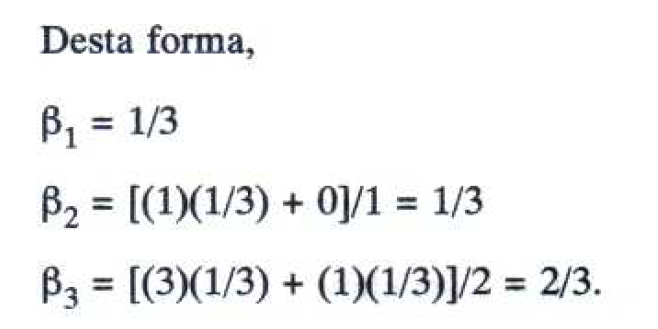 Desta forma,
β₁ = 1/3
β₂ = [(1)(1/3) + 0]/1 = 1/3
β₃ = [(3)(1/3) + (1)(1/3)]/2 = 2/3.